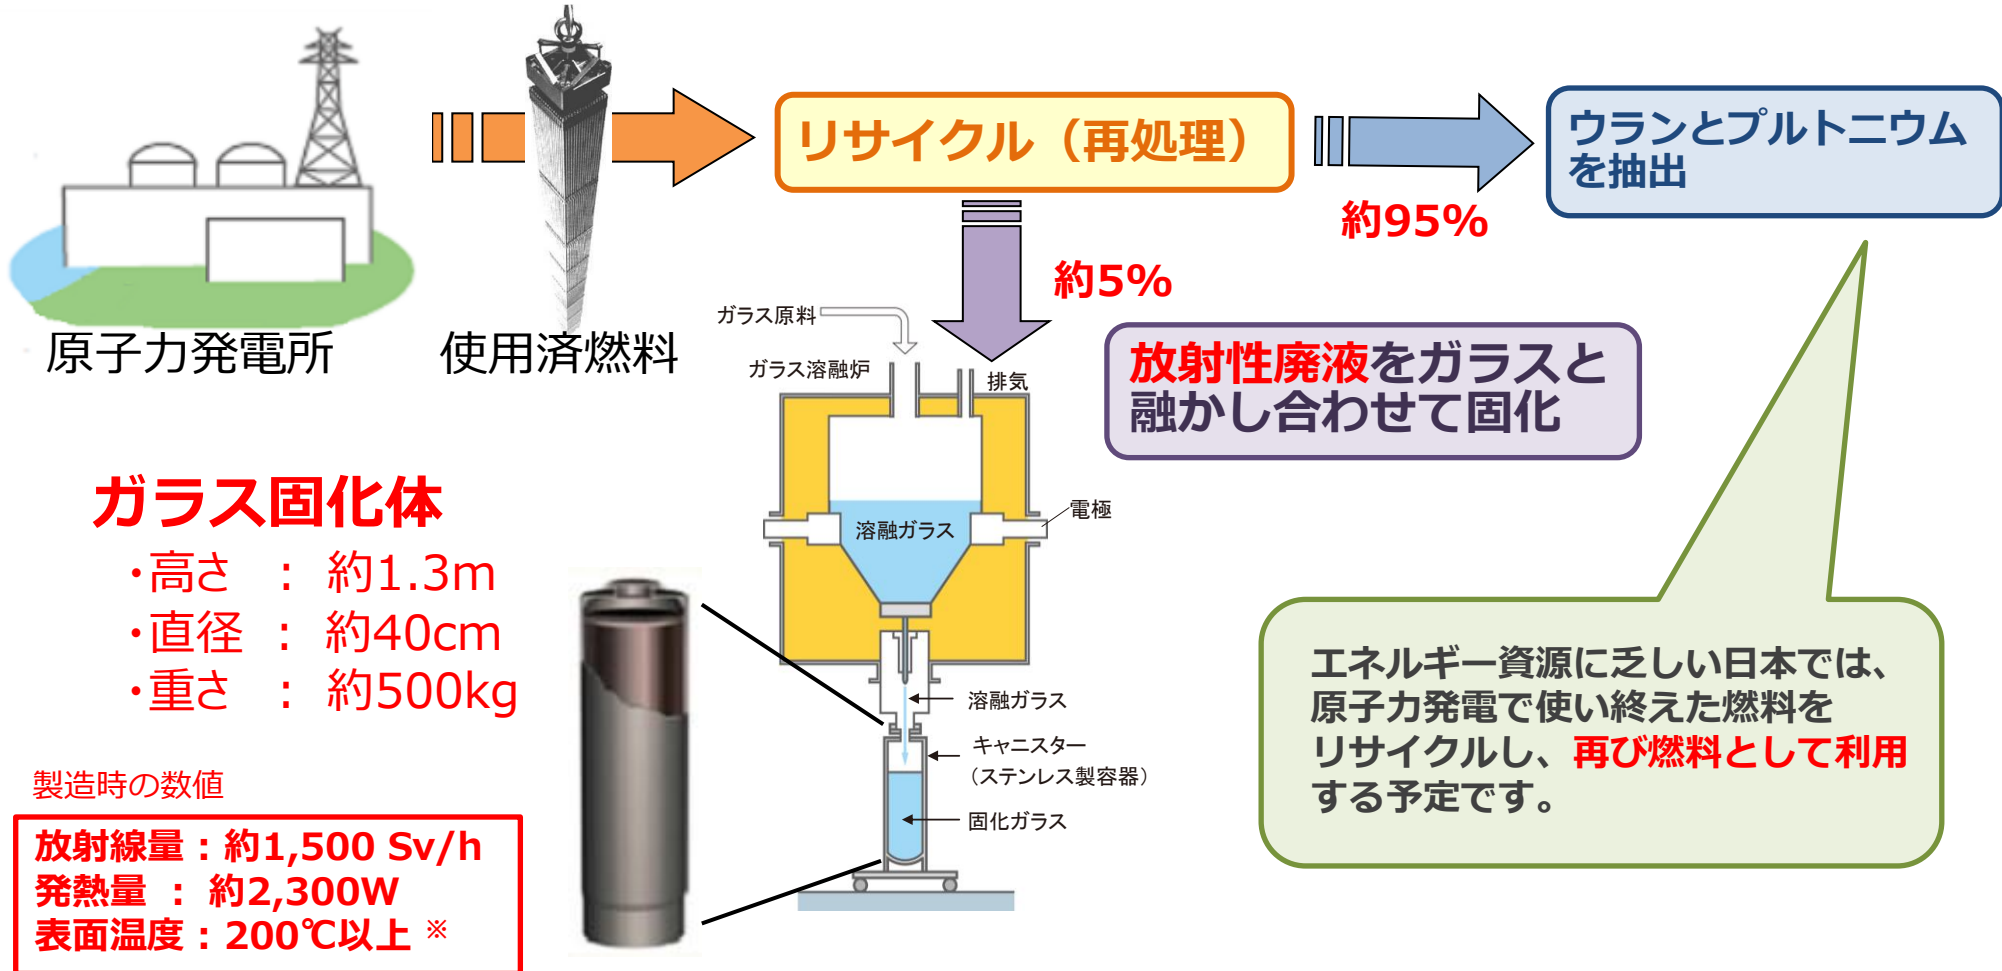 リサイクル（再処理）
ウランとプルトニウム
を抽出
約95%
約5%
原子力発電所
使用済燃料
ガラス原料
ガラス溶融炉
排気
放射性廃液をガラスと
融かし合わせて固化
電極
溶融ガラス
溶融ガラス
キャニスター
（ステンレス製容器）
固化ガラス
ガラス固化体
・高さ ： 約1.3m
・直径 ： 約40cm
・重さ ： 約500kg
製造時の数値
放射線量：約1,500 Sv/h
発熱量 ： 約2,300W
表面温度：200℃以上 ※
エネルギー資源に乏しい日本では、
原子力発電で使い終えた燃料を
リサイクルし、再び燃料として利用
する予定です。